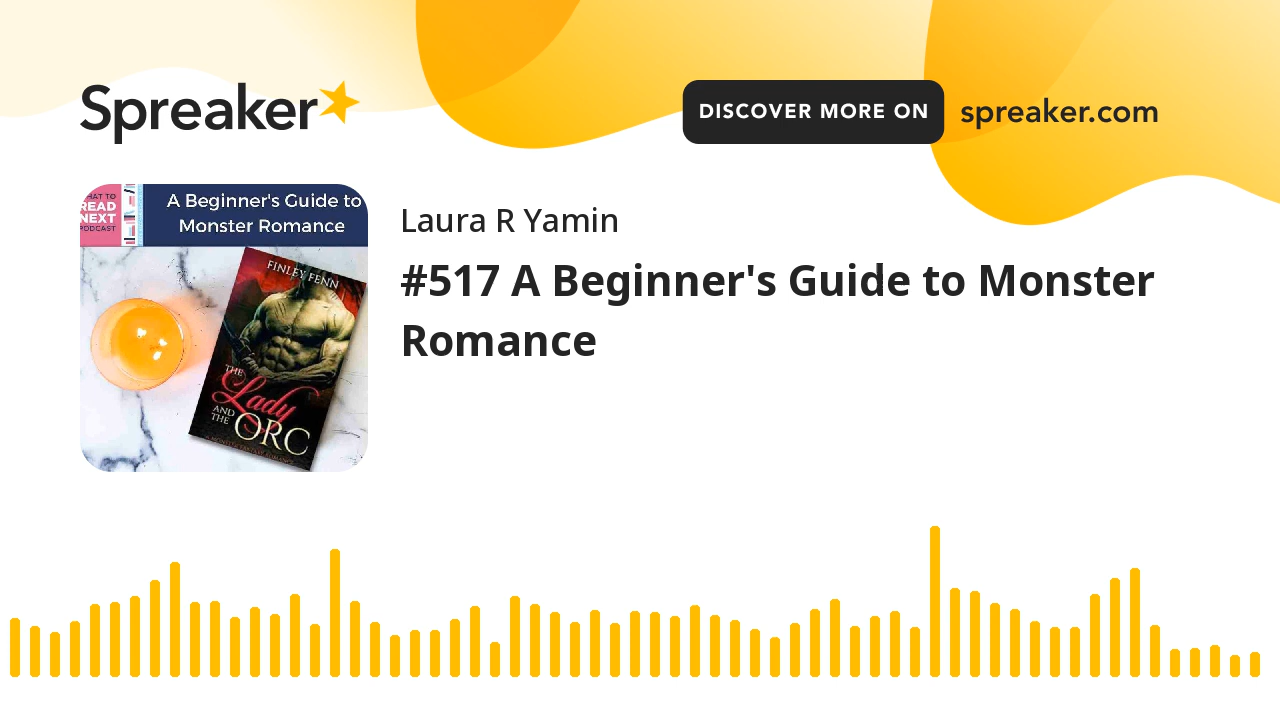 Spreaker
DISCOVER MORE ON
spreaker.com
READ
NEXT
PODCAST
A Beginner's Guide to
Monster Romance
FINLEY FENN
THE
Lady
AND
THE
ORC
Laura R Yamin
#517 A Beginner's Guide to Monster
Romance